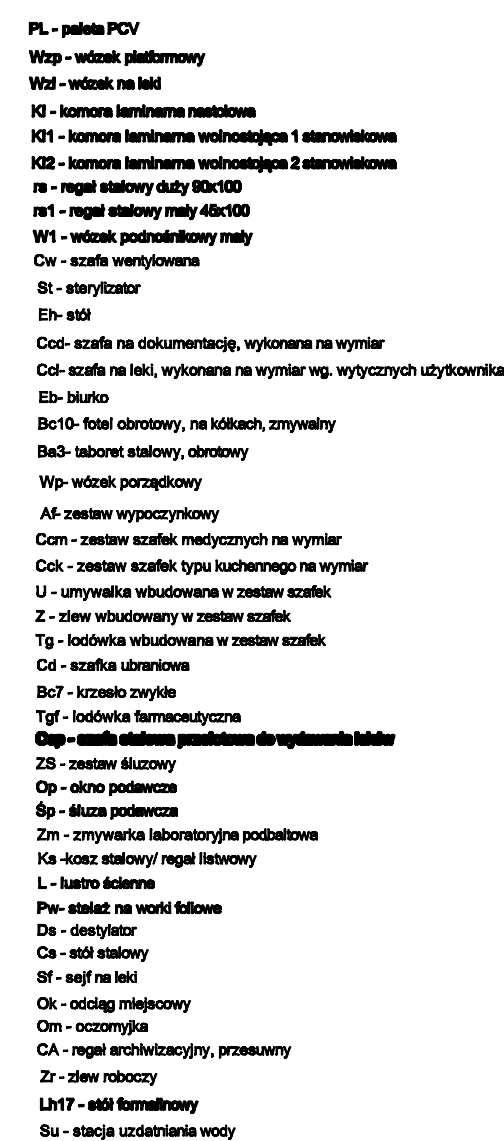 PL - paleta PCV
Wzp - wózek platformowy
Wzl - wózek na leki
Kl - komora laminarna nastolowa
Kl1 - komora laminarna wolnostojąca 1 stanowiskowa
Kl2 - komora laminarna wolnostojąca 2 stanowiskowa
rs - regał stalowy duży 90x100
rs1 - regał stalowy mały 45x100
W1 - wózek podnośnikowy mały
Cw - szafa wentylowana
St - sterylizator
Eh- stół
Ccd- szafa na dokumentację, wykonana na wymiar
Ccl- szafa na leki, wykonana na wymiar wg. wytycznych użytkownika
Eb- biurko
Bc10- fotel obrotowy, na kółkach, zmywalny
Ba3- taboret stalowy, obrotowy
Wp- wózek porządkowy
Af- zestaw wypoczynkowy
Ccm - zestaw szafek medycznych na wymiar
Cck - zestaw szafek typu kuchennego na wymiar
U - umywalka wbudowana w zestaw szafek
Z - zlew wbudowany w zestaw szafek
Tg - lodówka wbudowana w zestaw szafek
Cd - szafka ubraniowa
Bc7 - krzesło zwykłe
Tgf - lodówka farmaceutyczna
Csp - szafa stalowa przelotowa do wydawania leków
ZS - zestaw śluzowy
Op - okno podawcze
Śp - śluza podawcza
Zm - zmywarka laboratoryjna podblatowa
Ks -kosz stalowy/ regał listwowy
L - lustro ścienne
Pw- stelaż na worki foliowe
Ds - destylator
Cs - stół stalowy
Sf - sejf na leki
Ok - odciąg miejscowy
Om - oczomyjka
CA - regał archiwizacyjny, przesuwny
Zr - zlew roboczy
Lh17 - stół formalinowy
Su - stacja uzdatniania wody